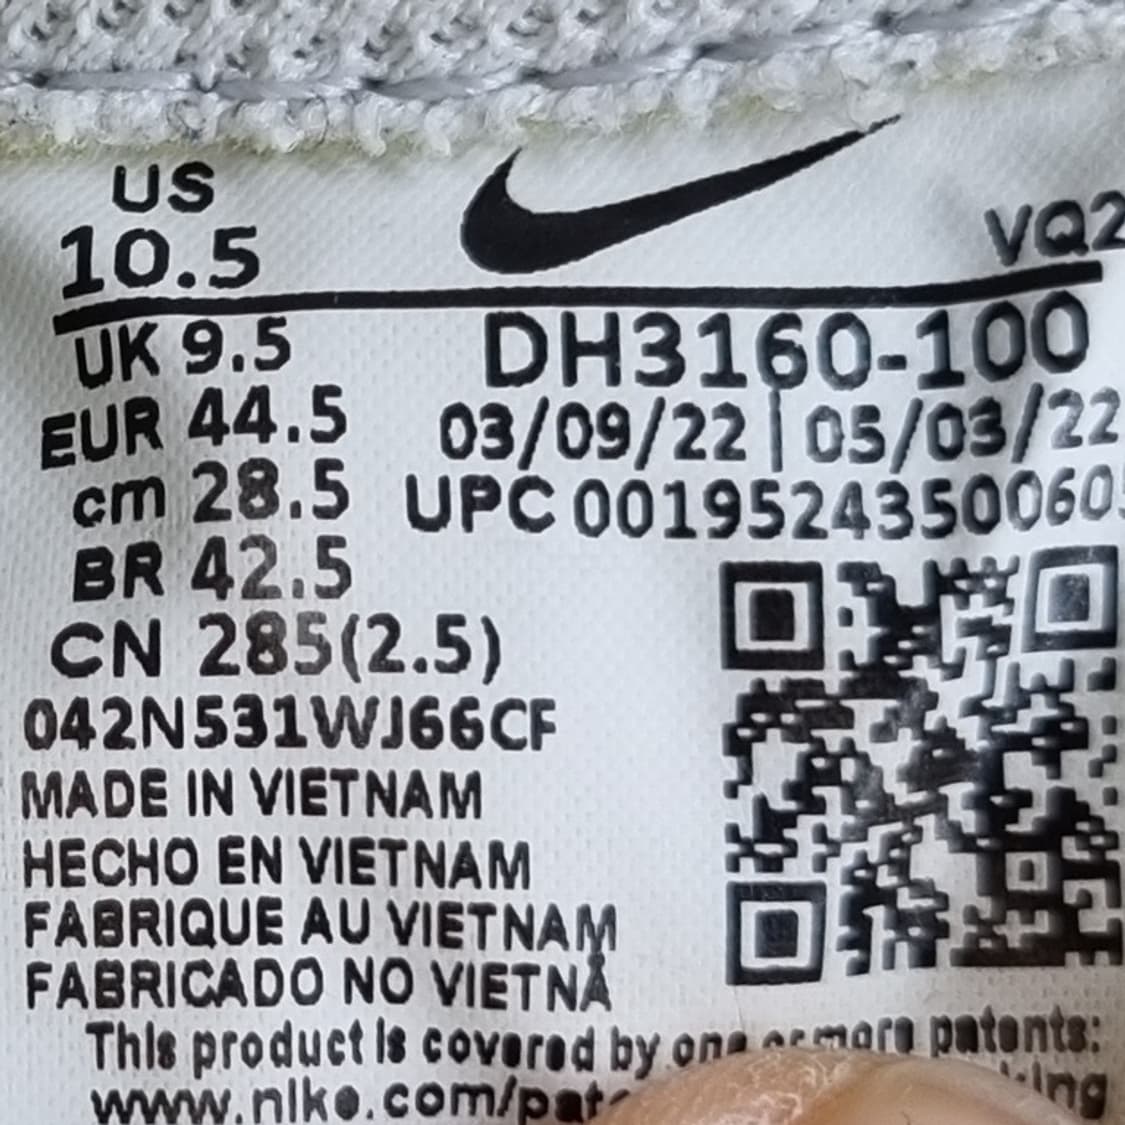 US
10.5
VQ2
UK 9.5
DH3160-100
EUR 44.5
03/09/22 | 05/03/22
cm 28.5
UPC 0019524350060
BR 42.5
CN 285(2.5)
042N531WJ66CF
MADE IN VIETNAM
HECHO EN VIETNAM
FABRIQUE AU VIETNAM
FABRICADO NO VIETNÃ
This product is covered by one or more patents:
www.nike.com/pat